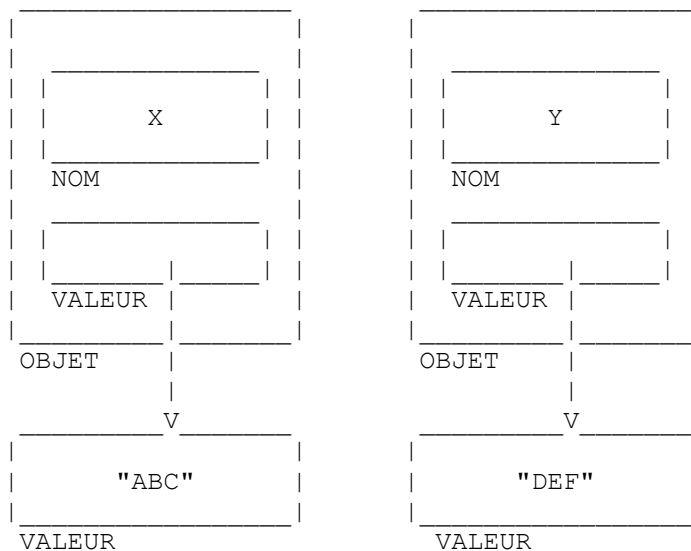 X Y
NOM NOM
VALEUR VALEUR
OBJET OBJET
V V
"ABC" "DEF"
VALEUR VALEUR